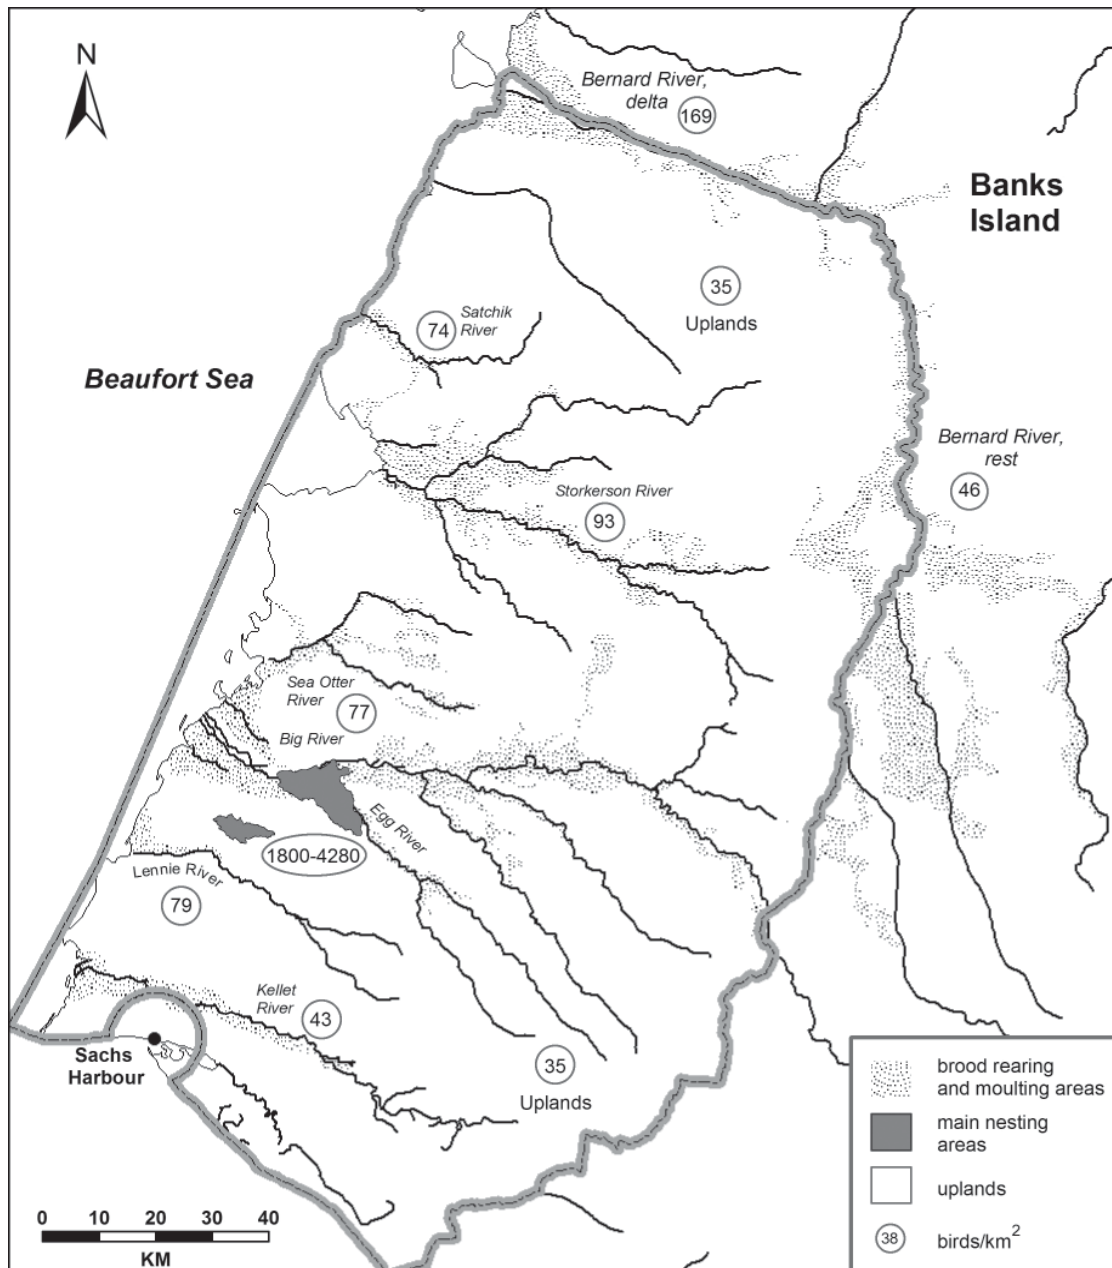 N
Bernard River,
delta
169
Banks
Island
35
Uplands
74
Satchik
River
Beaufort Sea
Bernard River,
rest
46
Storkerson River
93
Sea Otter
River
77
Big River
Egg River
1800-4280
Lennie River
79
Kellet
River
43
Sachs
Harbour
35
Uplands
0 10 20 30 40
KM
brood rearing
and moulting areas
main nesting
areas
uplands
38 birds/km²